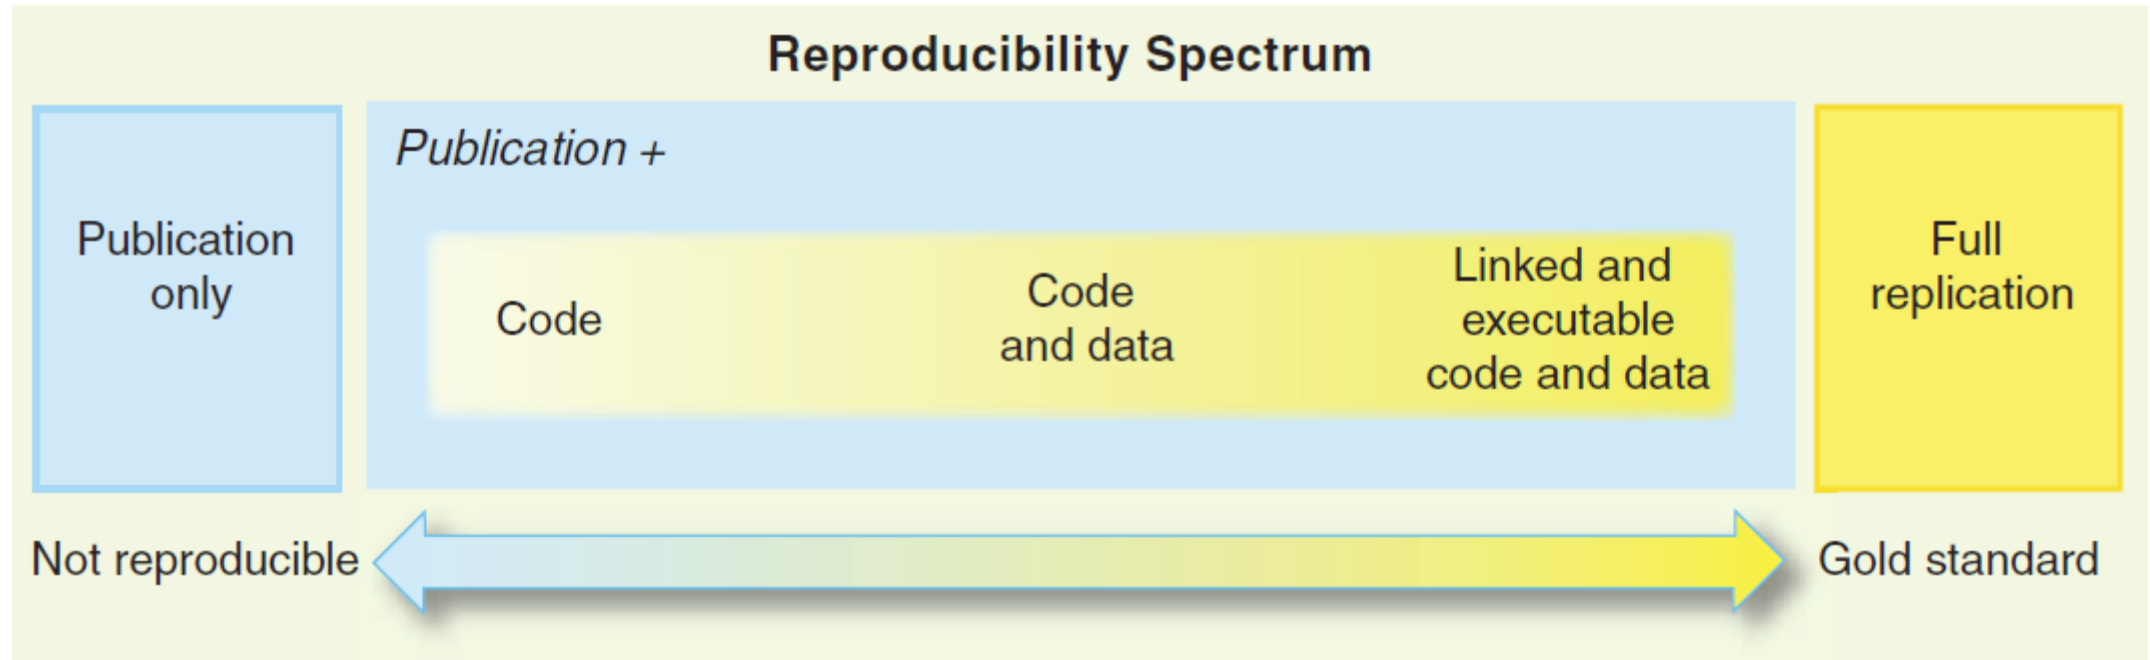 Reproducibility Spectrum
Publication
only
Publication +
Code
Code
and data
Linked and
executable
code and data
Full
replication
Not reproducible
Gold standard